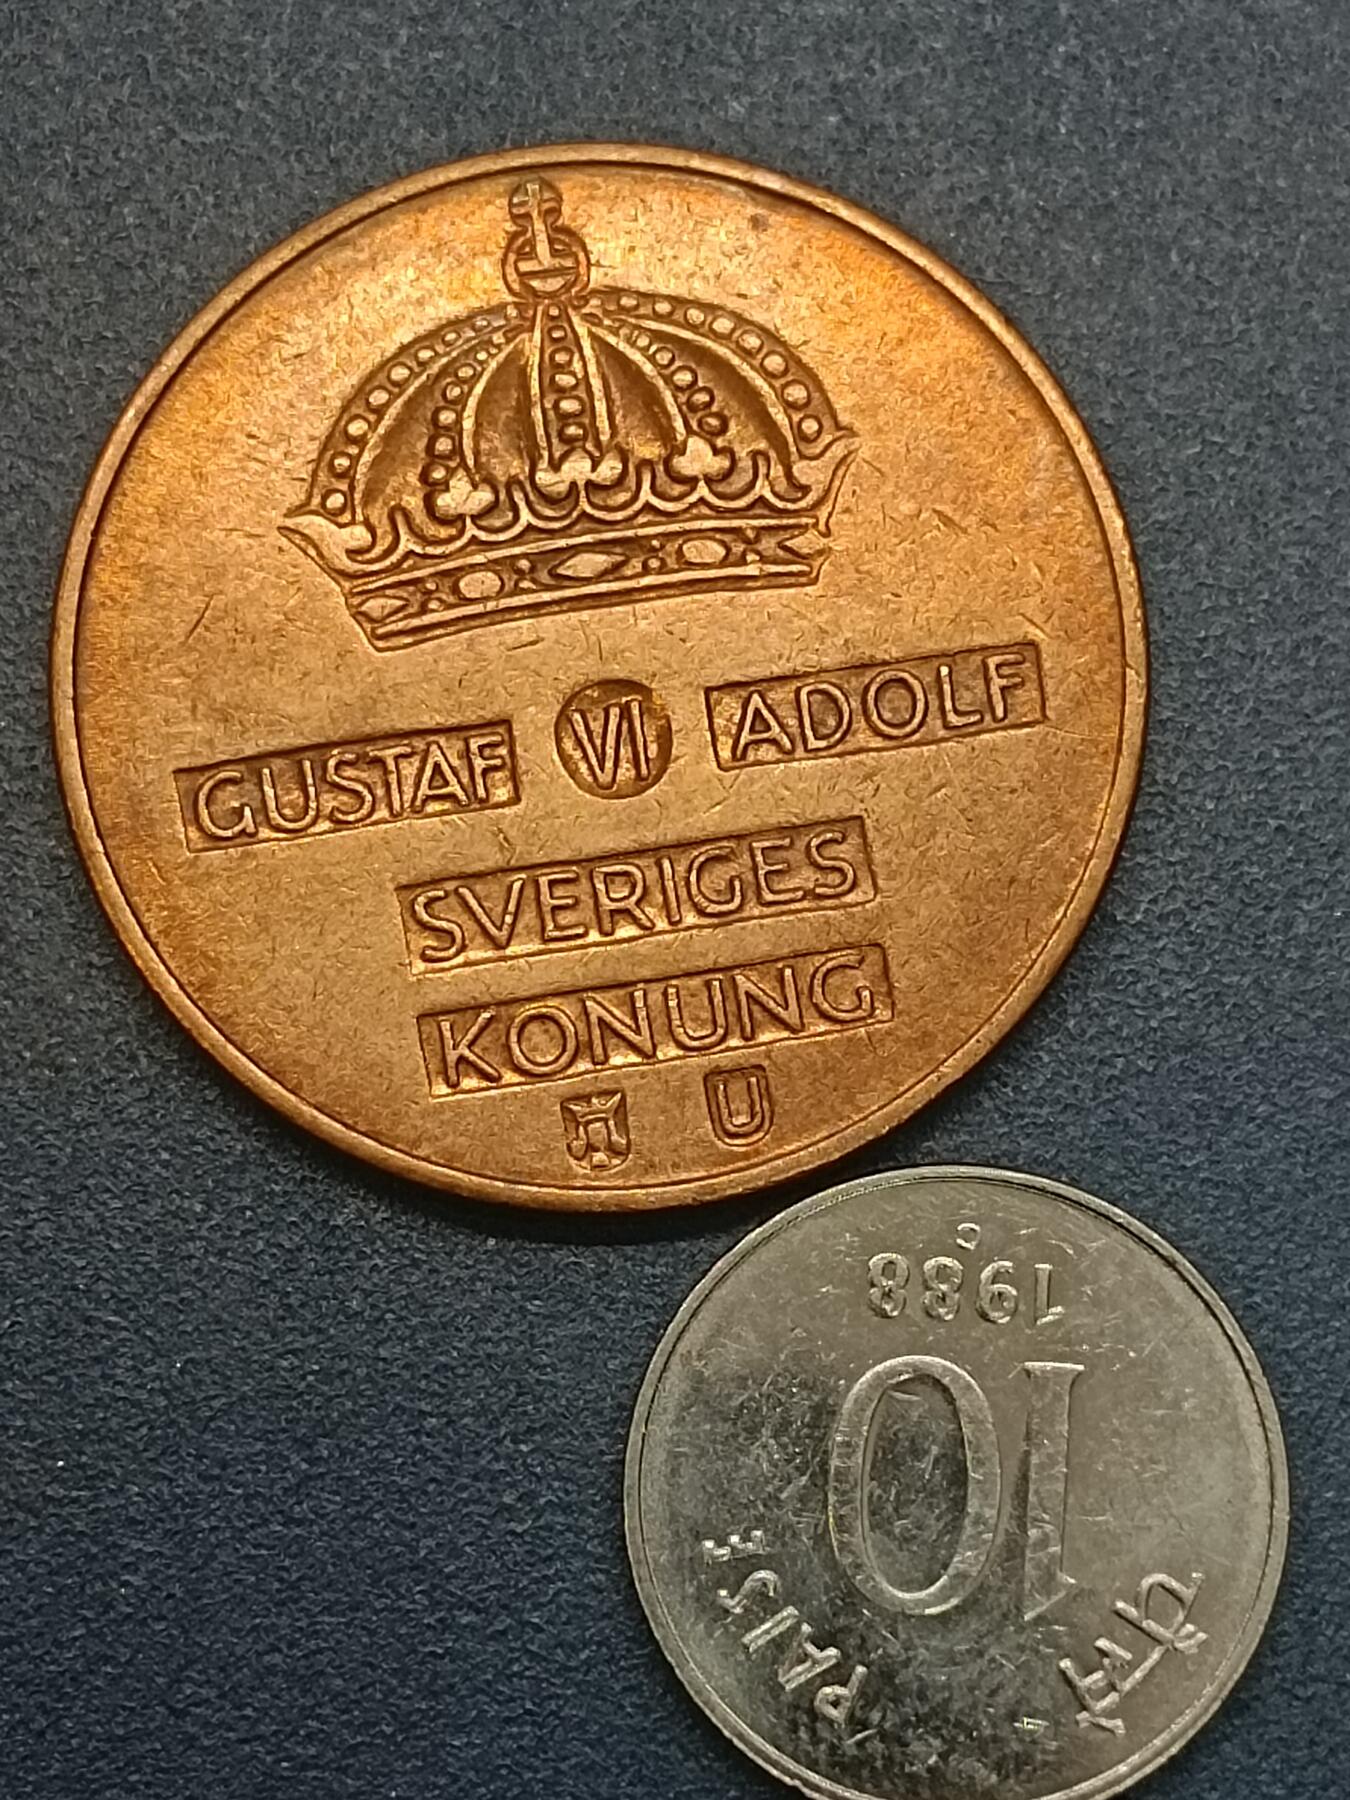 GUSTAF VI ADOLF
SVERIGES
KONUNG
U
C
1988
10
पैसे PAISE